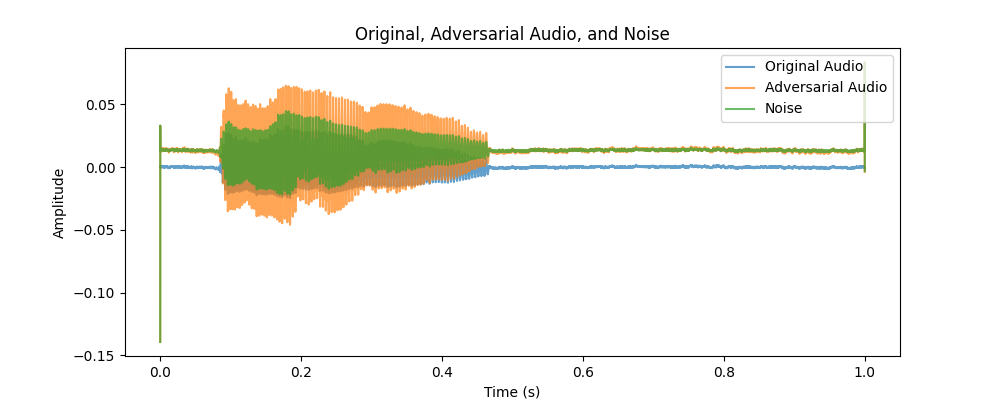 Original, Adversarial Audio, and Noise
Original Audio
Adversarial Audio
Noise
Amplitude
0.05
0.00
−0.05
−0.10
−0.15
0.0 0.2 0.4 0.6 0.8 1.0
Time (s)